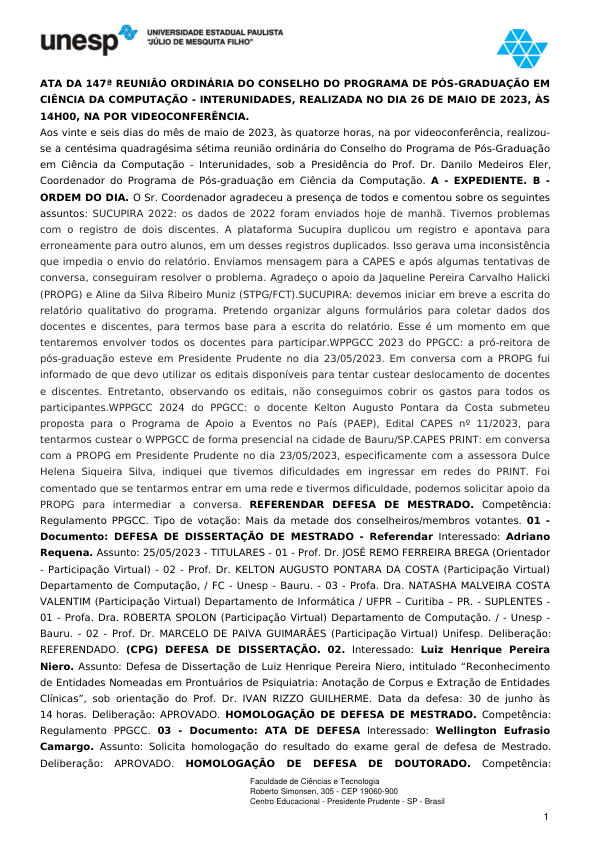 unesp
UNIVERSIDADE ESTADUAL PAULISTA
"JÚLIO DE MESQUITA FILHO"
ATA DA 147ª REUNIÃO ORDINÁRIA DO CONSELHO DO PROGRAMA DE PÓS-GRADUAÇÃO EM
CIÊNCIA DA COMPUTAÇÃO - INTERUNIDADES, REALIZADA NO DIA 26 DE MAIO DE 2023, ÀS
14H00, NA POR VIDEOCONFERÊNCIA.
Aos vinte e seis dias do mês de maio de 2023, às quatorze horas, na por videoconferência, realizou-
se a centésima quadragésima sétima reunião ordinária do Conselho do Programa de Pós-Graduação
em Ciência da Computação - Interunidades, sob a Presidência do Prof. Dr. Danilo Medeiros Eler,
Coordenador do Programa de Pós-graduação em Ciência da Computação. A - EXPEDIENTE. B -
ORDEM DO DIA. O Sr. Coordenador agradeceu a presença de todos e comentou sobre os seguintes
assuntos: SUCUPIRA 2022: os dados de 2022 foram enviados hoje de manhã. Tivemos problemas
com o registro de dois discentes. A plataforma Sucupira duplicou um registro e apontava para
erroneamente para outro alunos, em um desses registros duplicados. Isso gerava uma inconsistência
que impedia o envio do relatório. Enviamos mensagem para a CAPES e após algumas tentativas de
conversa, conseguiram resolver o problema. Agradeço o apoio da Jaqueline Pereira Carvalho Halicki
(PROPG) e Aline da Silva Ribeiro Muniz (STPG/FCT).SUCUPIRA: devemos iniciar em breve a escrita do
relatório qualitativo do programa. Pretendo organizar alguns formulários para coletar dados dos
docentes e discentes, para termos base para a escrita do relatório. Esse é um momento em que
tentaremos envolver todos os docentes para participar.WPPGCC 2023 do PPGCC: a pró-reitora de
pós-graduação esteve em Presidente Prudente no dia 23/05/2023. Em conversa com a PROPG fui
informado de que devo utilizar os editais disponíveis para tentar custear deslocamento de docentes
e discentes. Entretanto, observando os editais, não conseguimos cobrir os gastos para todos os
participantes.WPPGCC 2024 do PPGCC: o docente Kelton Augusto Pontara da Costa submeteu
proposta para o Programa de Apoio a Eventos no País (PAEP), Edital CAPES nº 11/2023, para
tentarmos custear o WPPGCC de forma presencial na cidade de Bauru/SP.CAPES PRINT: em conversa
com a PROPG em Presidente Prudente no dia 23/05/2023, especificamente com a assessora Dulce
Helena Siqueira Silva, indiquei que tivemos dificuldades em ingressar em redes do PRINT. Foi
comentado que se tentarmos entrar em uma rede e tivermos dificuldade, podemos solicitar apoio da
PROPG para intermediar a conversa. REFERENDAR DEFESA DE MESTRADO. Competência:
Regulamento PPGCC. Tipo de votação: Mais da metade dos conselheiros/membros votantes. 01 -
Documento: DEFESA DE DISSERTAÇÃO DE MESTRADO - Referendar Interessado: Adriano
Requena. Assunto: 25/05/2023 - TITULARES - 01 - Prof. Dr. JOSÉ REMO FERREIRA BREGA (Orientador
- Participação Virtual) - 02 - Prof. Dr. KELTON AUGUSTO PONTARA DA COSTA (Participação Virtual)
Departamento de Computação, / FC - Unesp - Bauru. - 03 - Profa. Dra. NATASHA MALVEIRA COSTA
VALENTIM (Participação Virtual) Departamento de Informática / UFPR – Curitiba – PR. - SUPLENTES -
01 - Profa. Dra. ROBERTA SPOLON (Participação Virtual) Departamento de Computação. / - Unesp -
Bauru. - 02 - Prof. Dr. MARCELO DE PAIVA GUIMARÃES (Participação Virtual) Unifesp. Deliberação:
REFERENDADO. (CPG) DEFESA DE DISSERTAÇÃO. 02. Interessado: Luiz Henrique Pereira
Niero. Assunto: Defesa de Dissertação de Luiz Henrique Pereira Niero, intitulado “Reconhecimento
de Entidades Nomeadas em Prontuários de Psiquiatria: Anotação de Corpus e Extração de Entidades
Clínicas”, sob orientação do Prof. Dr. IVAN RIZZO GUILHERME. Data da defesa: 30 de junho às
14 horas. Deliberação: APROVADO. HOMOLOGAÇÃO DE DEFESA DE MESTRADO. Competência:
Regulamento PPGCC. 03 - Documento: ATA DE DEFESA Interessado: Wellington Eufrasio
Camargo. Assunto: Solicita homologação do resultado do exame geral de defesa de Mestrado.
Deliberação: APROVADO. HOMOLOGAÇÃO DE DEFESA DE DOUTORADO. Competência:
Faculdade de Ciências e Tecnologia
Roberto Simonsen, 305 - CEP 19060-900
Centro Educacional - Presidente Prudente - SP - Brasil
1